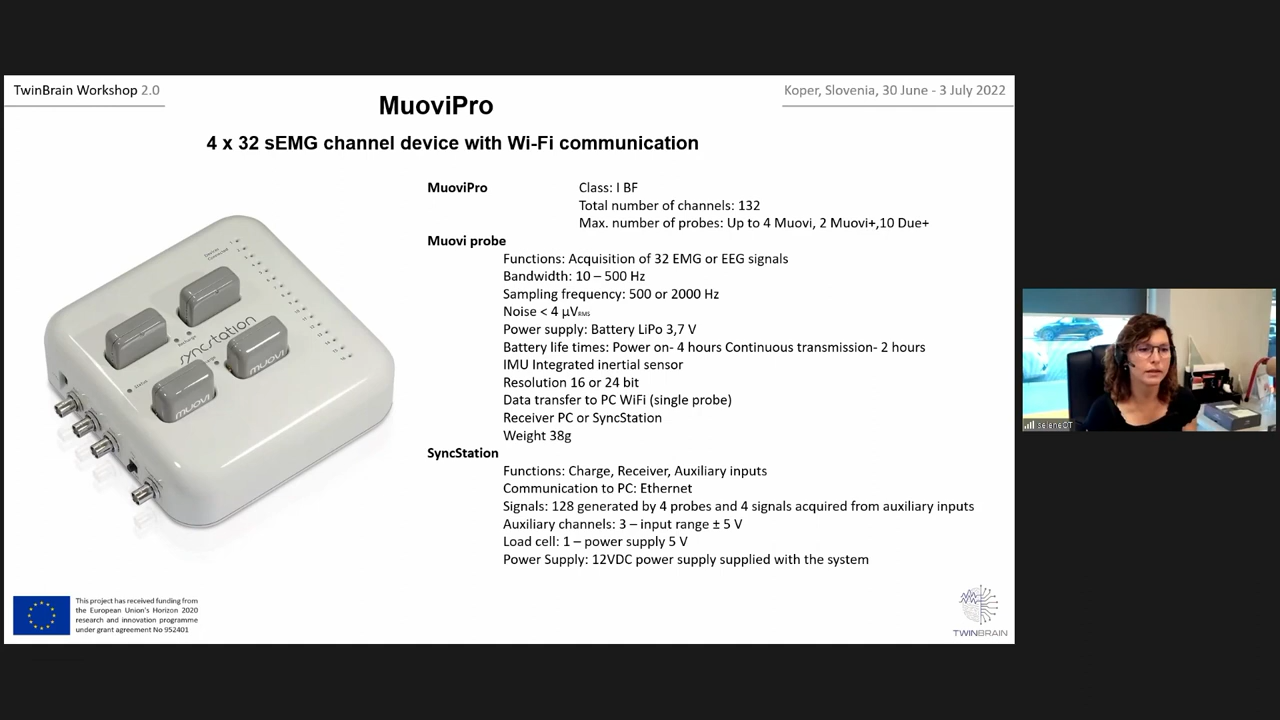 TwinBrain Workshop 2.0
Koper, Slovenia, 30 June - 3 July 2022
MuoviPro
4 x 32 sEMG channel device with Wi-Fi communication
MuoviPro Class: I BF
Total number of channels: 132
Max. number of probes: Up to 4 Muovi, 2 Muovi+,10 Due+
Muovi probe
Functions: Acquisition of 32 EMG or EEG signals
Bandwidth: 10 – 500 Hz
Sampling frequency: 500 or 2000 Hz
Noise < 4 µVRMS
Power supply: Battery LiPo 3,7 V
Battery life times: Power on- 4 hours Continuous transmission- 2 hours
IMU Integrated inertial sensor
Resolution 16 or 24 bit
Data transfer to PC WiFi (single probe)
Receiver PC or SyncStation
Weight 38g
SyncStation
Functions: Charge, Receiver, Auxiliary inputs
Communication to PC: Ethernet
Signals: 128 generated by 4 probes and 4 signals acquired from auxiliary inputs
Auxiliary channels: 3 – input range ± 5 V
Load cell: 1 – power supply 5 V
Power Supply: 12VDC power supply supplied with the system
syncstation
muovi
muovi
seleneOT
This project has received funding from
the European Union's Horizon 2020
research and innovation programme
under grant agreement No 952401
TWINBRAIN